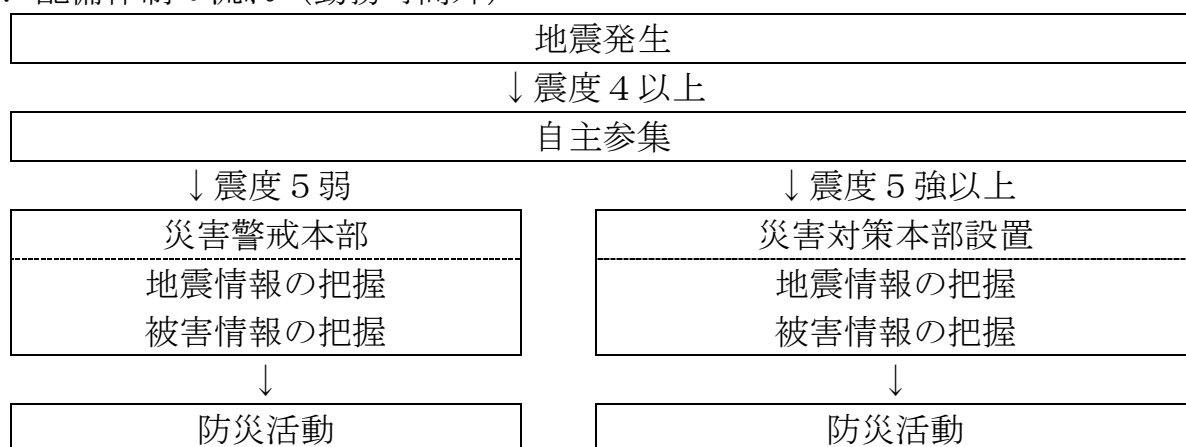 地震発生
↓震度４以上
自主参集
↓震度５弱 ↓震度５強以上
災害警戒本部 災害対策本部設置
地震情報の把握 地震情報の把握
被害情報の把握 被害情報の把握
↓ ↓
防災活動 防災活動